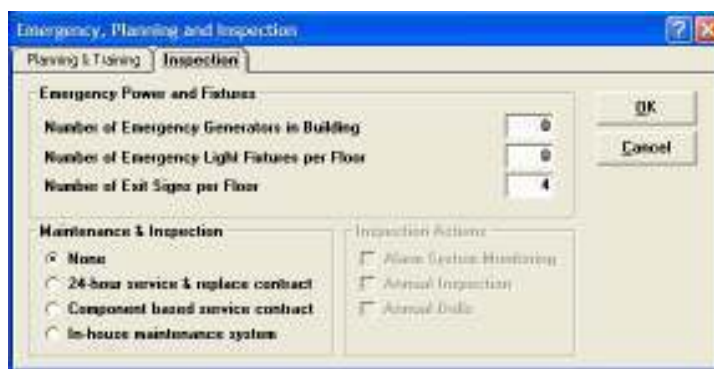 Emergency, Planning and Inspection
Planning & Training
Inspection
Emergency Power and Fixtures
Number of Emergency Generators in Building 0
Number of Emergency Light Fixtures per Floor 0
Number of Exit Signs per Floor 4
OK
Cancel
Maintenance & Inspection
None
24-hour service & replace contract
Component based service contract
In-house maintenance system
Inspection Actions
Alarm System Monitoring
Annual Inspection
Annual Drills